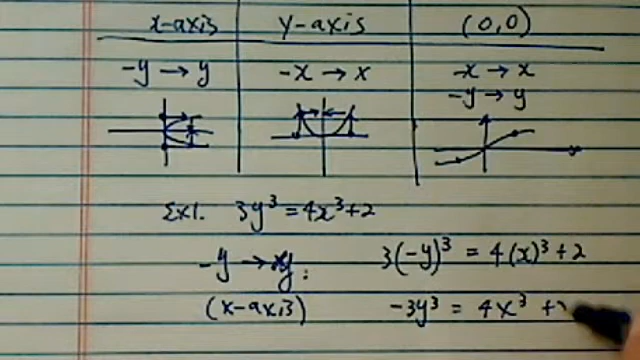 x-axis y-axis (0,0)
-y → y -x → x -x → x
-y → y
Ex1. 3y³ = 4x³+2
-y → y: 3(-y)³ = 4(x)³+2
(x-axis) -3y³ = 4x³ +